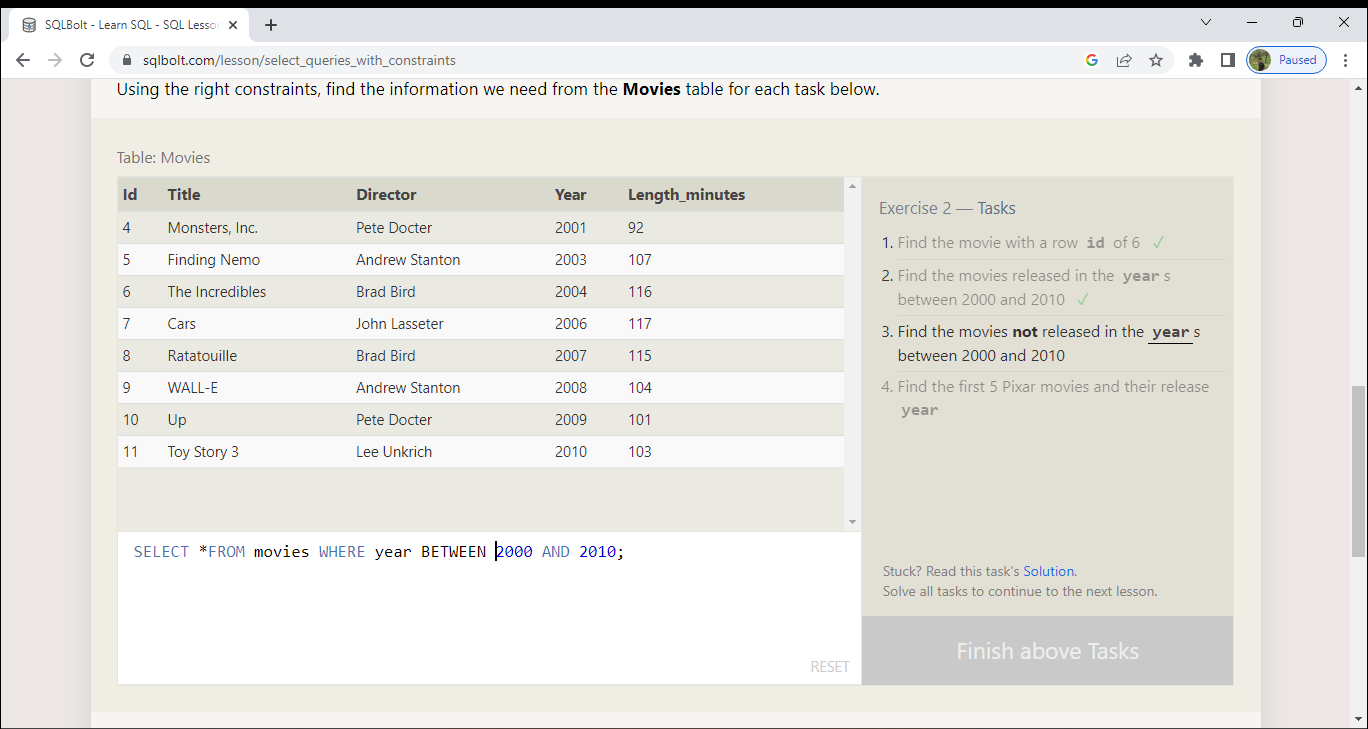 SQLBolt - Learn SQL - SQL Lesso
sqlbolt.com/lesson/select_queries_with_constraints
Paused
Using the right constraints, find the information we need from the Movies table for each task below.
Table: Movies
Id Title Director Year Length_minutes
4 Monsters, Inc. Pete Docter 2001 92
5 Finding Nemo Andrew Stanton 2003 107
6 The Incredibles Brad Bird 2004 116
7 Cars John Lasseter 2006 117
8 Ratatouille Brad Bird 2007 115
9 WALL-E Andrew Stanton 2008 104
10 Up Pete Docter 2009 101
11 Toy Story 3 Lee Unkrich 2010 103
SELECT *FROM movies WHERE year BETWEEN 2000 AND 2010;
RESET
Exercise 2 — Tasks
1. Find the movie with a row id of 6 ✓
2. Find the movies released in the year s
between 2000 and 2010 ✓
3. Find the movies not released in the year s
between 2000 and 2010
4. Find the first 5 Pixar movies and their release
year
Stuck? Read this task's Solution.
Solve all tasks to continue to the next lesson.
Finish above Tasks